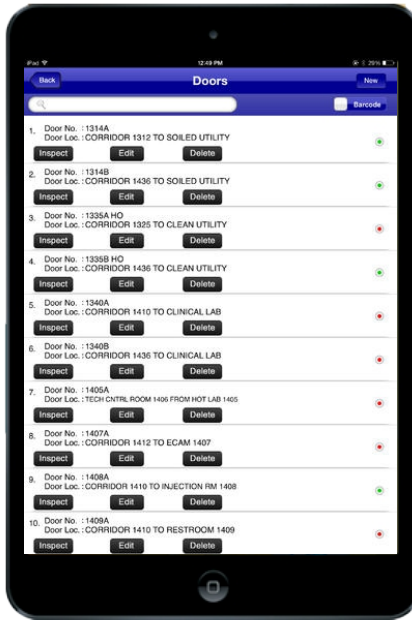 iPad 12:49 PM 29%
Back Doors New
Barcode
1. Door No. : 1314A
Door Loc. : CORRIDOR 1312 TO SOILED UTILITY
Inspect Edit Delete
2. Door No. : 1314B
Door Loc. : CORRIDOR 1436 TO SOILED UTILITY
Inspect Edit Delete
3. Door No. : 1335A HO
Door Loc. : CORRIDOR 1325 TO CLEAN UTILITY
Inspect Edit Delete
4. Door No. : 1335B HO
Door Loc. : CORRIDOR 1436 TO CLEAN UTILITY
Inspect Edit Delete
5. Door No. : 1340A
Door Loc. : CORRIDOR 1410 TO CLINICAL LAB
Inspect Edit Delete
6. Door No. : 1340B
Door Loc. : CORRIDOR 1436 TO CLINICAL LAB
Inspect Edit Delete
7. Door No. : 1405A
Door Loc. : TECH CNTRL ROOM 1406 FROM HOT LAB 1405
Inspect Edit Delete
8. Door No. : 1407A
Door Loc. : CORRIDOR 1412 TO ECAM 1407
Inspect Edit Delete
9. Door No. : 1408A
Door Loc. : CORRIDOR 1410 TO INJECTION RM 1408
Inspect Edit Delete
10. Door No. : 1409A
Door Loc. : CORRIDOR 1410 TO RESTROOM 1409
Inspect Edit Delete